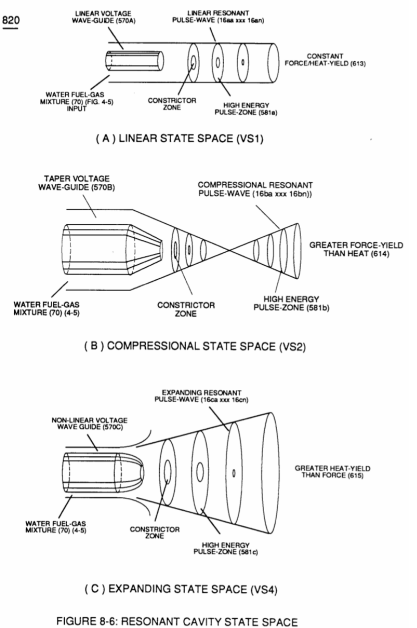 820
LINEAR VOLTAGE
WAVE-GUIDE (570A)
LINEAR RESONANT
PULSE-WAVE (16aa xxx 16an)
CONSTANT
FORCE/HEAT-YIELD (613)
WATER FUEL-GAS
MIXTURE (70) (FIG. 4-5)
INPUT
CONSTRICTOR
ZONE
HIGH ENERGY
PULSE-ZONE (581a)
( A ) LINEAR STATE SPACE (VS1)
TAPER VOLTAGE
WAVE-GUIDE (570B)
COMPRESSIONAL RESONANT
PULSE-WAVE (16ba xxx 16bn))
GREATER FORCE-YIELD
THAN HEAT (614)
WATER FUEL-GAS
MIXTURE (70) (4-5)
CONSTRICTOR
ZONE
HIGH ENERGY
PULSE-ZONE (581b)
( B ) COMPRESSIONAL STATE SPACE (VS2)
EXPANDING RESONANT
PULSE-WAVE (16ca xxx 16cn)
NON-LINEAR VOLTAGE
WAVE GUIDE (570C)
GREATER HEAT-YIELD
THAN FORCE (615)
WATER FUEL-GAS
MIXTURE (70) (4-5)
CONSTRICTOR
ZONE
HIGH ENERGY
PULSE-ZONE (581c)
( C ) EXPANDING STATE SPACE (VS4)
FIGURE 8-6: RESONANT CAVITY STATE SPACE